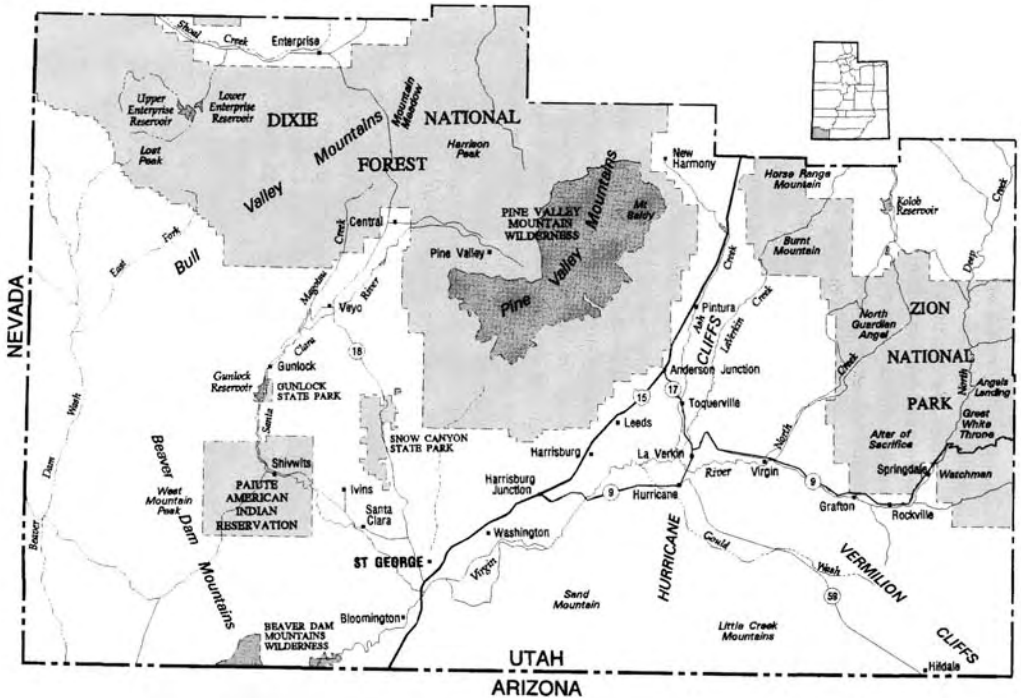 Shoal Creek
Enterprise
Upper Enterprise Reservoir
Lower Enterprise Reservoir
Lost Peak
DIXIE NATIONAL FOREST
Mountain Meadow
Harrison Peak
Bull Valley Mountains
East Fork
Magotsu Creek
Central
Pine Valley
PINE VALLEY MOUNTAIN WILDERNESS
Pine Valley Mountains
Mt Baldy
New Harmony
Horse Range Mountain
Burnt Mountain
Kolob Reservoir
Deep Creek
NEVADA
Veyo
Santa Clara River
18
Gunlock
Gunlock Reservoir
GUNLOCK STATE PARK
SNOW CANYON STATE PARK
Pintura
Ash Creek
LaVerkin Creek
Anderson Junction
17
15
Toquerville
Leeds
Harrisburg
La Verkin
Harrisburg Junction
9
Hurricane
Virgin River
Virgin
North Creek
North Guardian Angel
ZION NATIONAL PARK
North
Angels Landing
Great White Throne
Alter of Sacrifice
Springdale
Watchman
9
Grafton
Rockville
Beaver Dam Wash
Beaver Dam Mountains
West Mountain Peak
Shivwits
PAIUTE AMERICAN INDIAN RESERVATION
Ivins
Santa Clara
Washington
ST GEORGE
Bloomington
BEAVER DAM MOUNTAINS WILDERNESS
Sand Mountain
HURRICANE CLIFFS
Gould Wash
59
VERMILION CLIFFS
Little Creek Mountains
Hildale
UTAH
ARIZONA